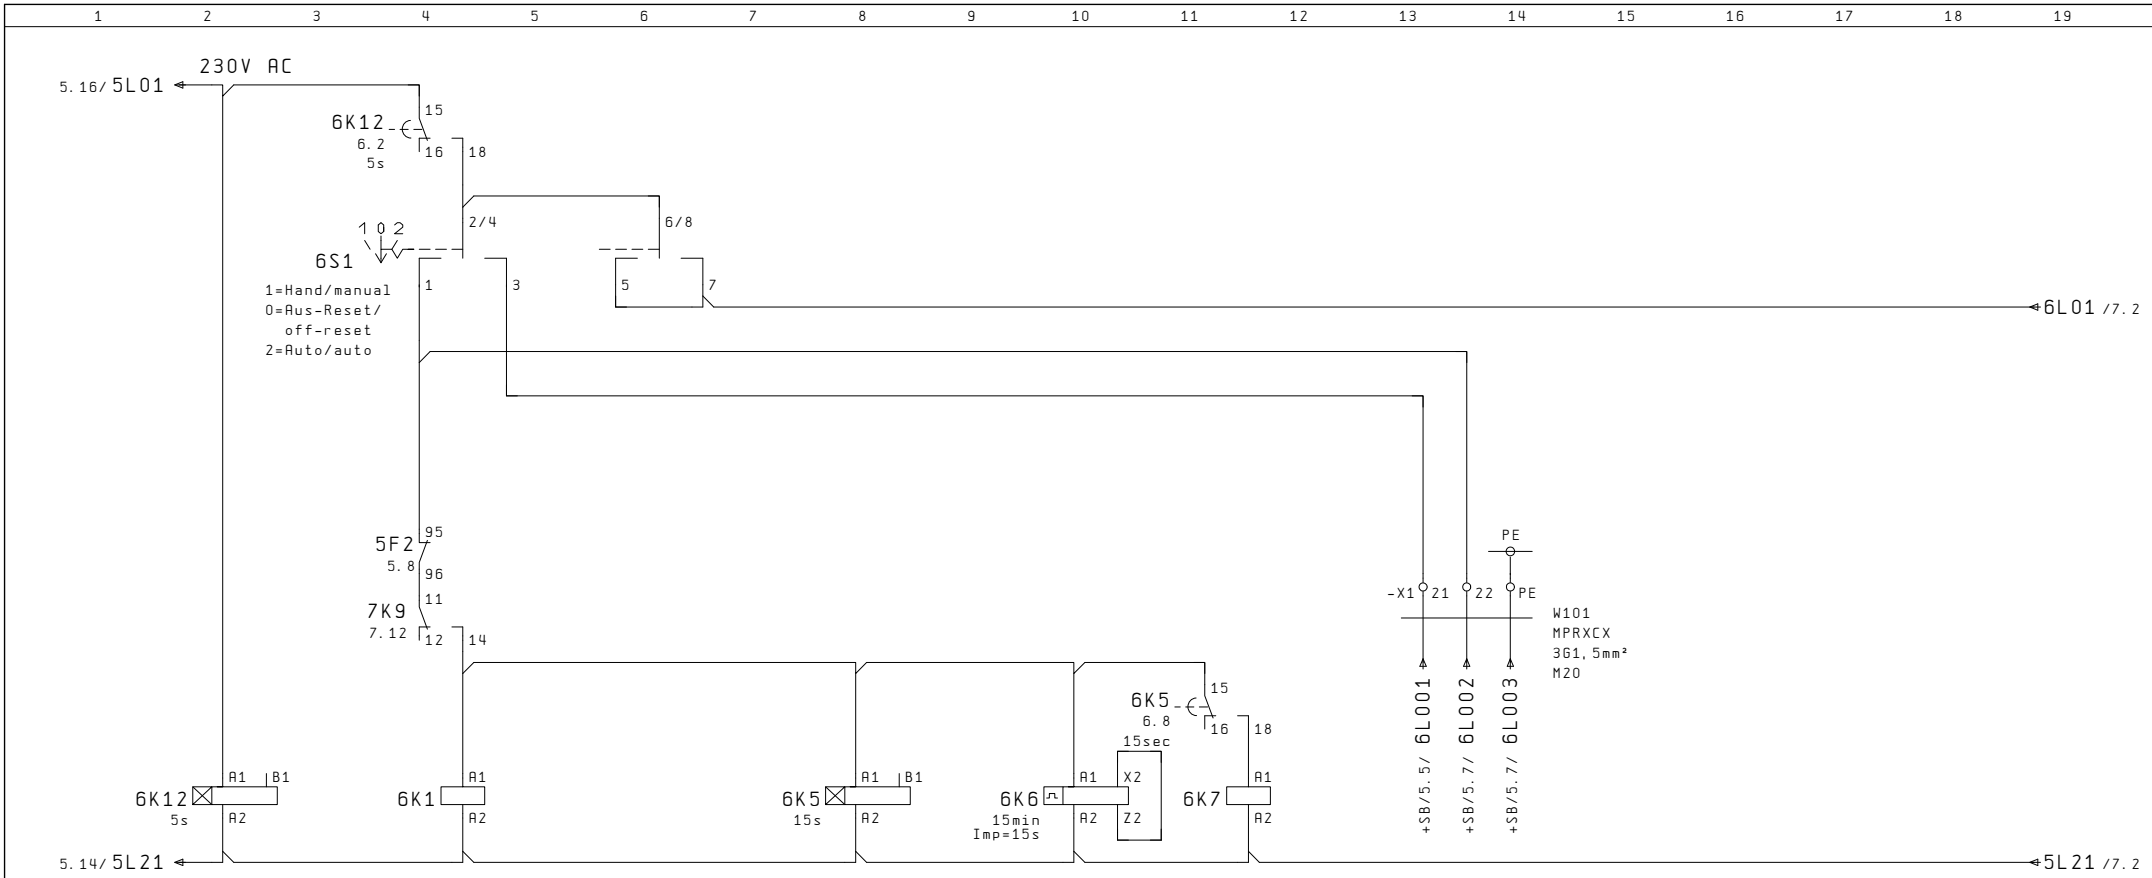 1 2 3 4 5 6 7 8 9 10 11 12 13 14 15 16 17 18 19
230V AC
5.16/ 5L01
15
6K12
6.2
5s
16
18
2/4
6/8
1 0 2
6S1
1=Hand/manual
0=Aus-Reset/
off-reset
2=Auto/auto
1
3
5
7
6L01 /7.2
95
5F2
5.8
96
11
7K9
7.12
12
14
PE
-X1
21
22
PE
W101
MPRXCX
3G1,5mm²
M20
+SB/5.5/ 6L001
+SB/5.7/ 6L002
+SB/5.7/ 6L003
15
6K5
6.8
15sec
16
18
A1
B1
6K12
5s
A2
A1
6K1
A2
A1
B1
6K5
15s
A2
A1
X2
6K6
15min
Imp=15s
A2
Z2
A1
6K7
A2
5.14/ 5L21
5L21 /7.2